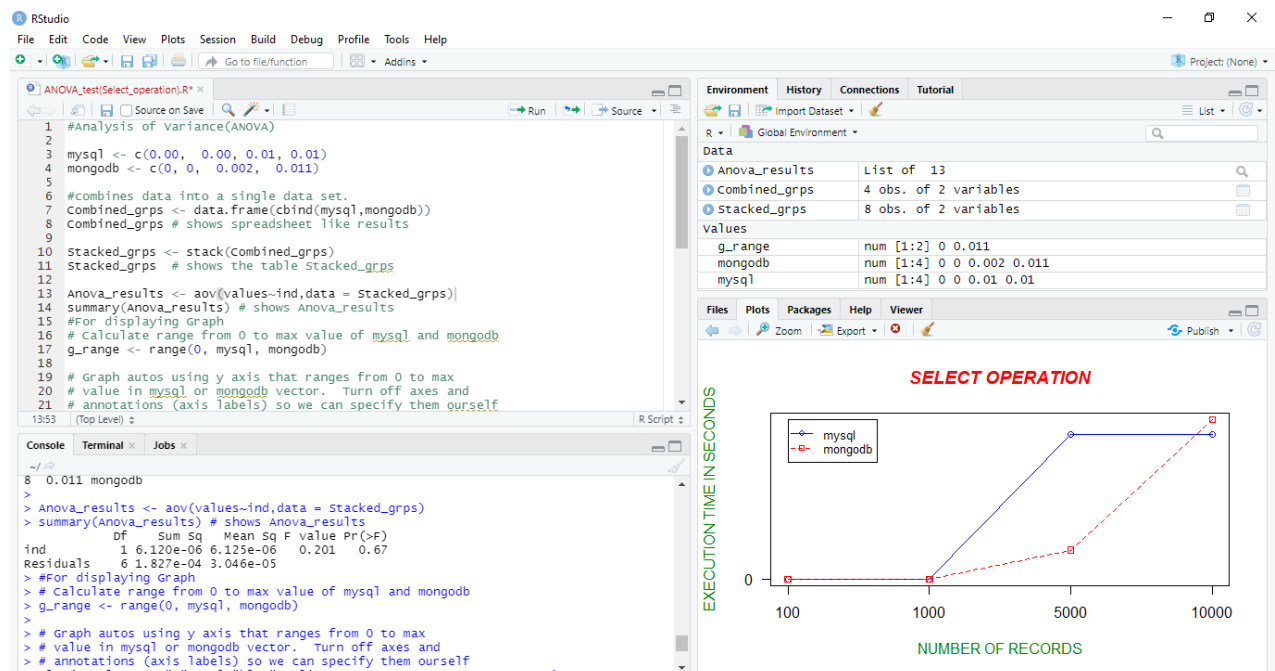 RStudio
File Edit Code View Plots Session Build Debug Profile Tools Help
Go to file/function Addins Project: (None)
ANOVA_test(Select_operation).R*
Source on Save Run Source
1 #Analysis of Variance(ANOVA)
2
3 mysql <- c(0.00,  0.00, 0.01, 0.01)
4 mongodb <- c(0, 0,  0.002,  0.011)
5
6 #combines data into a single data set.
7 Combined_grps <- data.frame(cbind(mysql,mongodb))
8 Combined_grps # shows spreadsheet like results
9
10 Stacked_grps <- stack(Combined_grps)
11 Stacked_grps  # shows the table Stacked_grps
12
13 Anova_results <- aov(values~ind,data = Stacked_grps)
14 summary(Anova_results) # shows Anova_results
15 #For displaying Graph
16 # Calculate range from 0 to max value of mysql and mongodb
17 g_range <- range(0, mysql, mongodb)
18
19 # Graph autos using y axis that ranges from 0 to max
20 # value in mysql or mongodb vector.  Turn off axes and
21 # annotations (axis labels) so we can specify them ourself
13:53 (Top Level) R Script
Console Terminal Jobs
~/
8  0.011 mongodb
>
> Anova_results <- aov(values~ind,data = Stacked_grps)
> summary(Anova_results) # shows Anova_results
Df    Sum Sq   Mean Sq F value Pr(>F)
ind          1 6.120e-06 6.125e-06   0.201   0.67
Residuals    6 1.827e-04 3.046e-05
> #For displaying Graph
> # Calculate range from 0 to max value of mysql and mongodb
> g_range <- range(0, mysql, mongodb)
>
> # Graph autos using y axis that ranges from 0 to max
> # value in mysql or mongodb vector.  Turn off axes and
> # annotations (axis labels) so we can specify them ourself
Environment History Connections Tutorial
Import Dataset List
R Global Environment
Data
Anova_results List of  13
Combined_grps 4 obs. of 2 variables
Stacked_grps 8 obs. of 2 variables
values
g_range num [1:2] 0 0.011
mongodb num [1:4] 0 0 0.002 0.011
mysql num [1:4] 0 0 0.01 0.01
Files Plots Packages Help Viewer
Zoom Export Publish
SELECT OPERATION
EXECUTION TIME IN SECONDS
mysql
mongodb
0
100 1000 5000 10000
NUMBER OF RECORDS